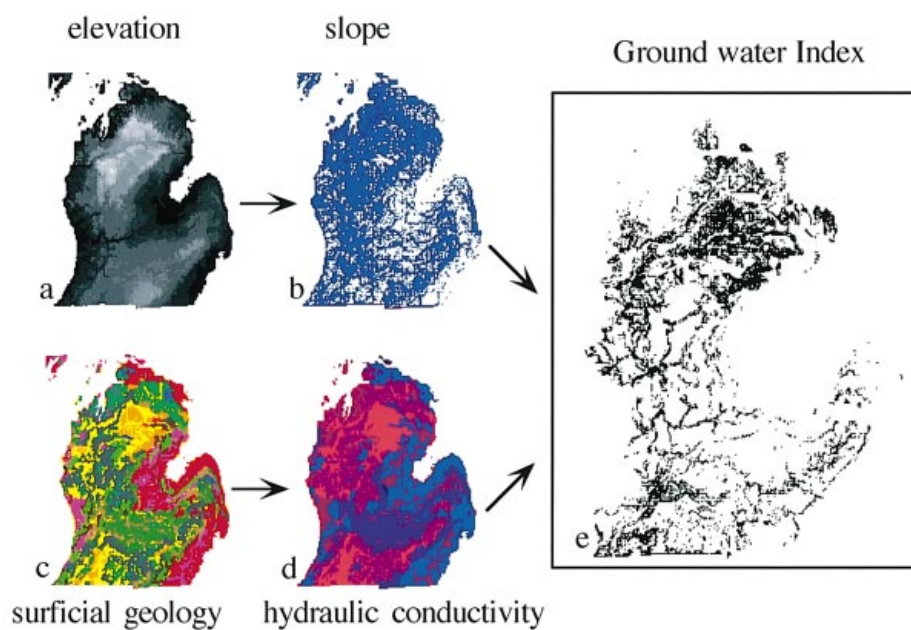 elevation
slope
Ground water Index
a
b
c
d
e
surficial geology
hydraulic conductivity